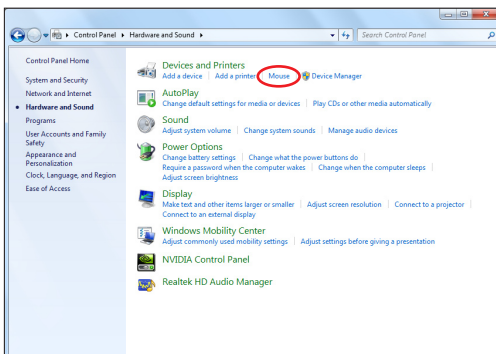 Control Panel Hardware and Sound Search Control Panel
Control Panel Home
System and Security
Network and Internet
Hardware and Sound
Programs
User Accounts and Family
Safety
Appearance and
Personalization
Clock, Language, and Region
Ease of Access
Devices and Printers
Add a device Add a printer Mouse Device Manager
AutoPlay
Change default settings for media or devices Play CDs or other media automatically
Sound
Adjust system volume Change system sounds Manage audio devices
Power Options
Change battery settings Change what the power buttons do
Require a password when the computer wakes Change when the computer sleeps
Adjust screen brightness
Display
Make text and other items larger or smaller Adjust screen resolution Connect to a projector
Connect to an external display
Windows Mobility Center
Adjust commonly used mobility settings Adjust settings before giving a presentation
NVIDIA Control Panel
Realtek HD Audio Manager